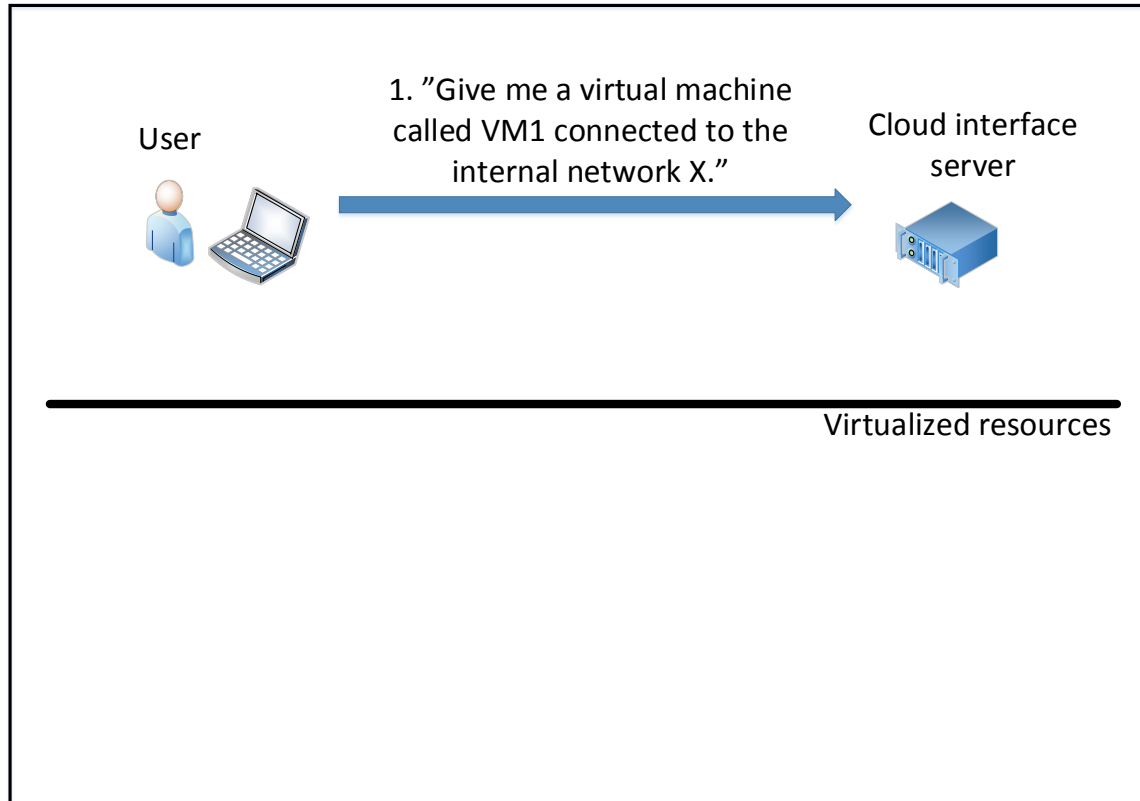 User
1. ”Give me a virtual machine
called VM1 connected to the
internal network X.”
Cloud interface
server
Virtualized resources